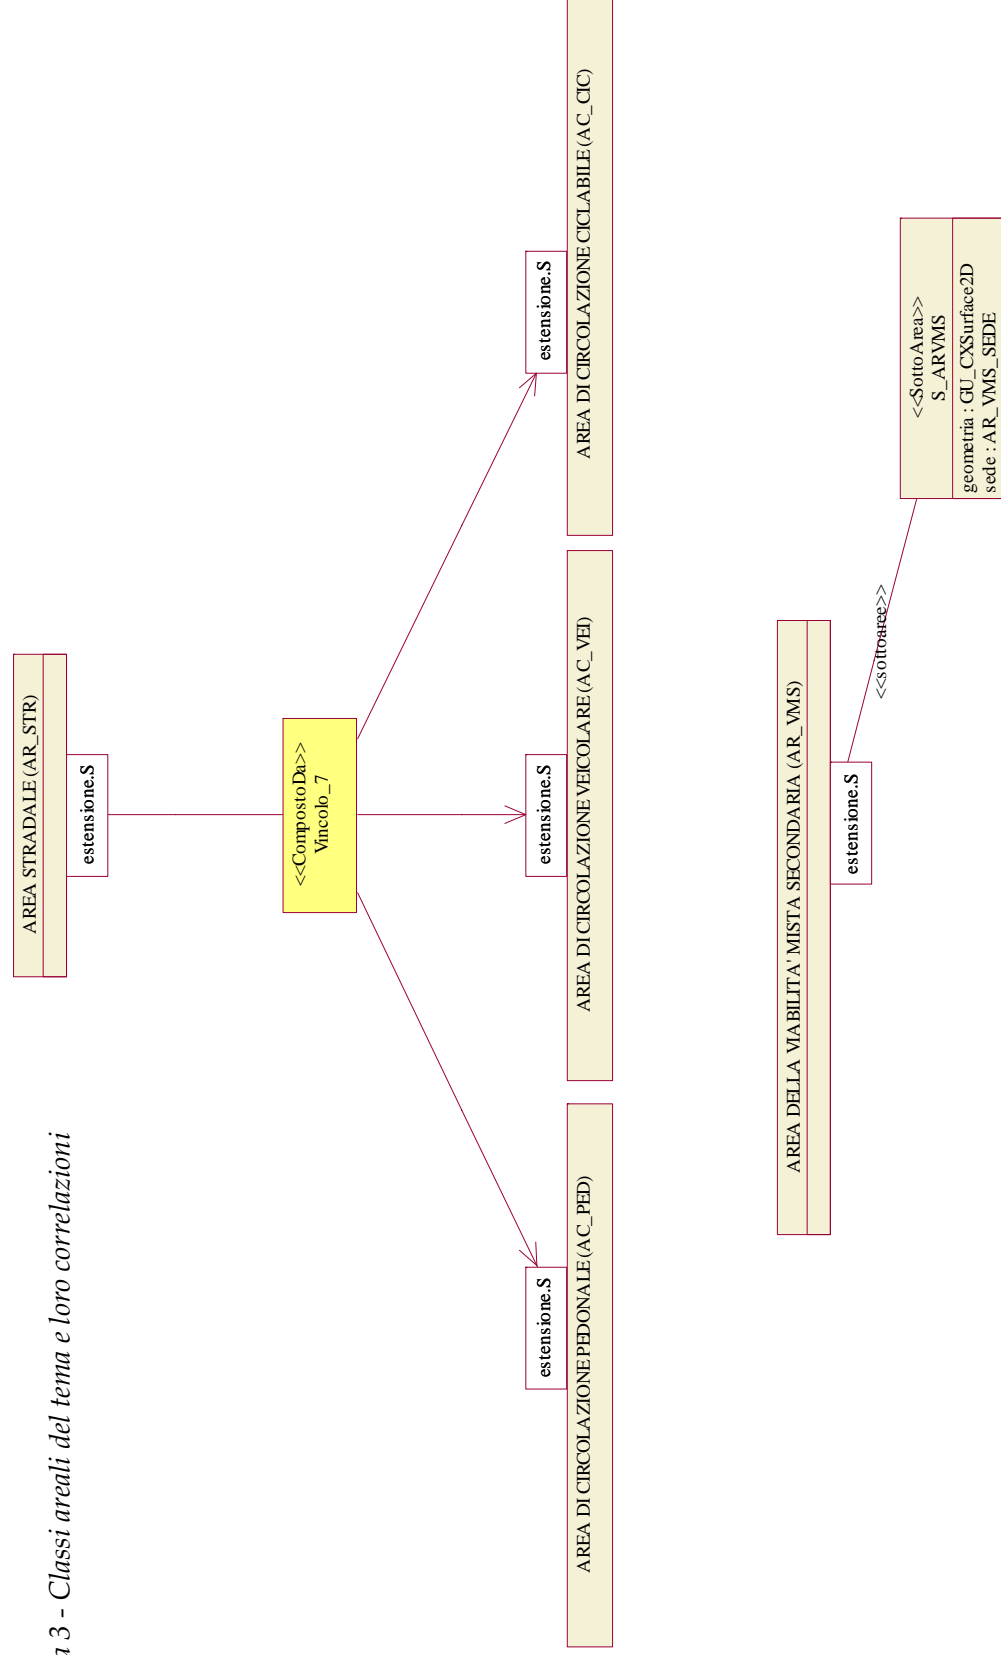 3 - Classi areali del tema e loro correlazioni
AREA STRADALE (AR_STR)
estensione.S
<<CompostoDa>>
Vincolo_7
estensione.S
AREA DI CIRCOLAZIONE PEDONALE (AC_PED)
estensione.S
AREA DI CIRCOLAZIONE VEICOLARE (AC_VEI)
estensione.S
AREA DI CIRCOLAZIONE CICLABILE (AC_CIC)
AREA DELLA VIABILITA' MISTA SECONDARIA (AR_VMS)
estensione.S
<<sottoaree>>
<<SottoArea>>
S_ARVMS
geometria : GU_CXSurface2D
sede : AR_VMS_SEDE